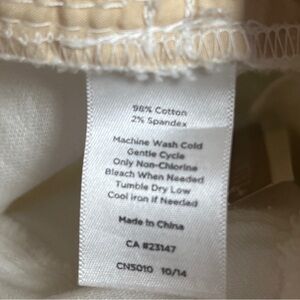 98% Cotton
2% Spandex
Machine Wash Cold
Gentle Cycle
Only Non-Chlorine
Bleach When Needed
Tumble Dry Low
Cool iron if Needed
Made in China
CA #23147
CN5010 10/14